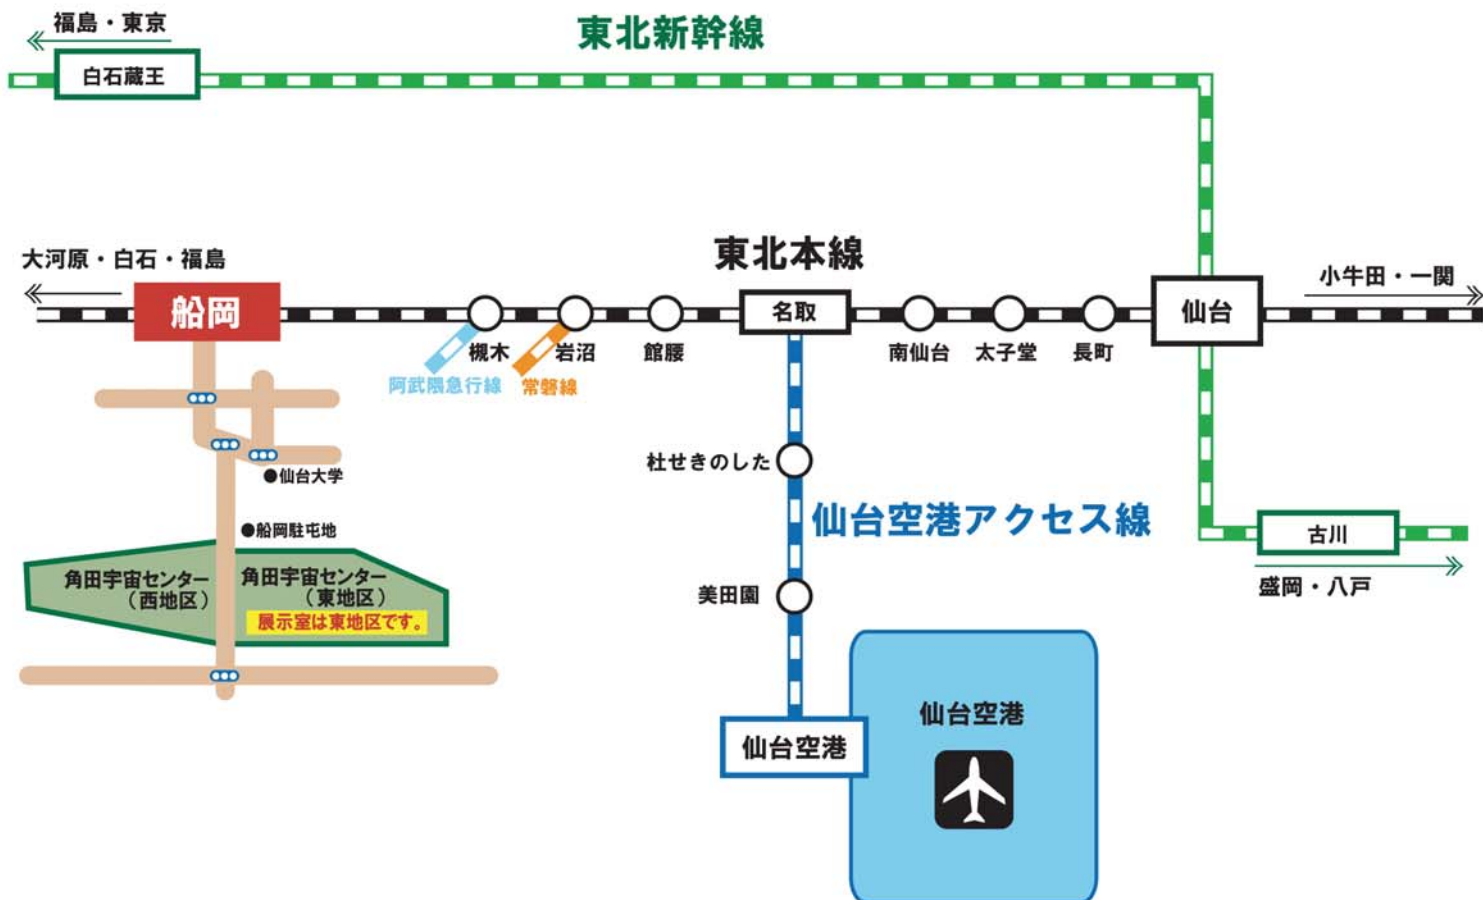 福島・東京
東北新幹線
白石蔵王
大河原・白石・福島
東北本線
小牛田・一関
船岡
名取
仙台
槻木
岩沼
館腰
南仙台
太子堂
長町
阿武隈急行線
常磐線
杜せきのした
●仙台大学
仙台空港アクセス線
●船岡駐屯地
古川
角田宇宙センター
（西地区）
角田宇宙センター
（東地区）
展示室は東地区です。
盛岡・八戸
美田園
仙台空港
仙台空港